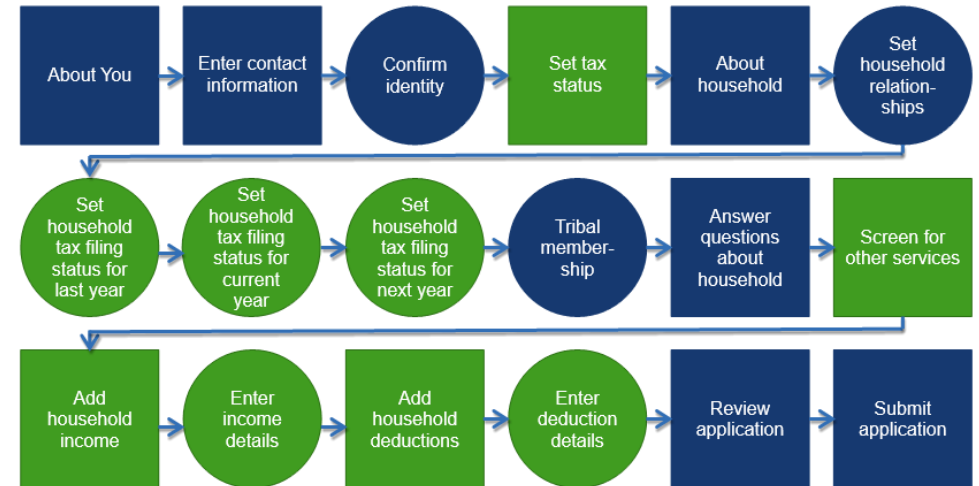 About You
Enter contact
information
Confirm
identity
Set tax
status
About
household
Set
household
relation-
ships
Set
household
tax filing
status for
last year
Set
household
tax filing
status for
current
year
Set
household
tax filing
status for
next year
Tribal
member-
ship
Answer
questions
about
household
Screen for
other services
Add
household
income
Enter
income
details
Add
household
deductions
Enter
deduction
details
Review
application
Submit
application